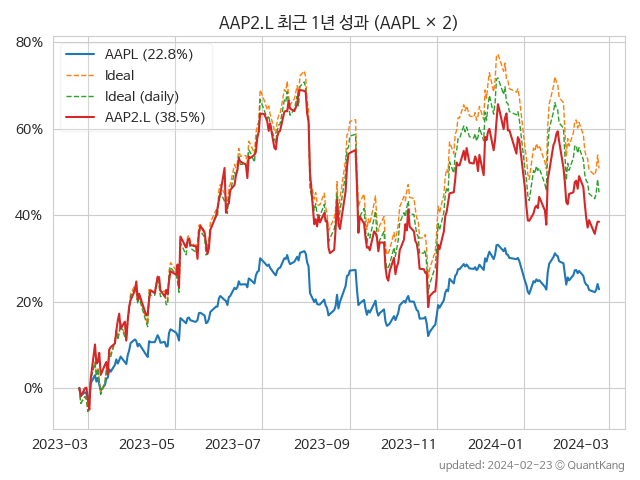 AAP2.L 최근 1년 성과 (AAPL × 2)
80%
60%
40%
20%
0%
AAPL (22.8%)
Ideal
Ideal (daily)
AAP2.L (38.5%)
2023-03
2023-05
2023-07
2023-09
2023-11
2024-01
2024-03
updated: 2024-02-23 © QuantKang